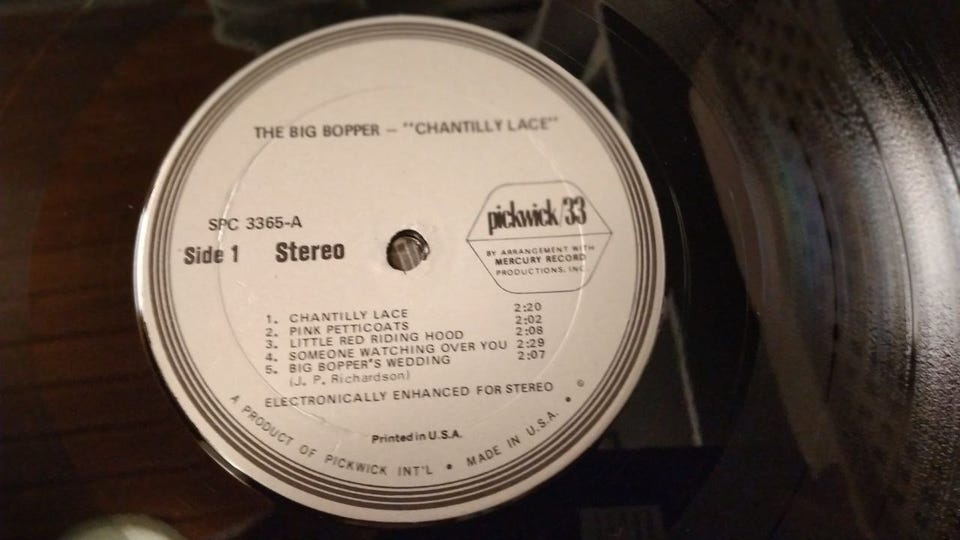 THE BIG BOPPER – "CHANTILLY LACE"
SPC 3365-A
Side 1 Stereo
pickwick/33
BY ARRANGEMENT WITH
MERCURY RECORD
PRODUCTIONS, INC.
1. CHANTILLY LACE 2:20
2. PINK PETTICOATS 2:02
3. LITTLE RED RIDING HOOD 2:08
4. SOMEONE WATCHING OVER YOU 2:29
5. BIG BOPPER'S WEDDING 2:07
(J. P. Richardson)
ELECTRONICALLY ENHANCED FOR STEREO
Printed in U.S.A.
A PRODUCT OF PICKWICK INT'L • MADE IN U.S.A. • ©